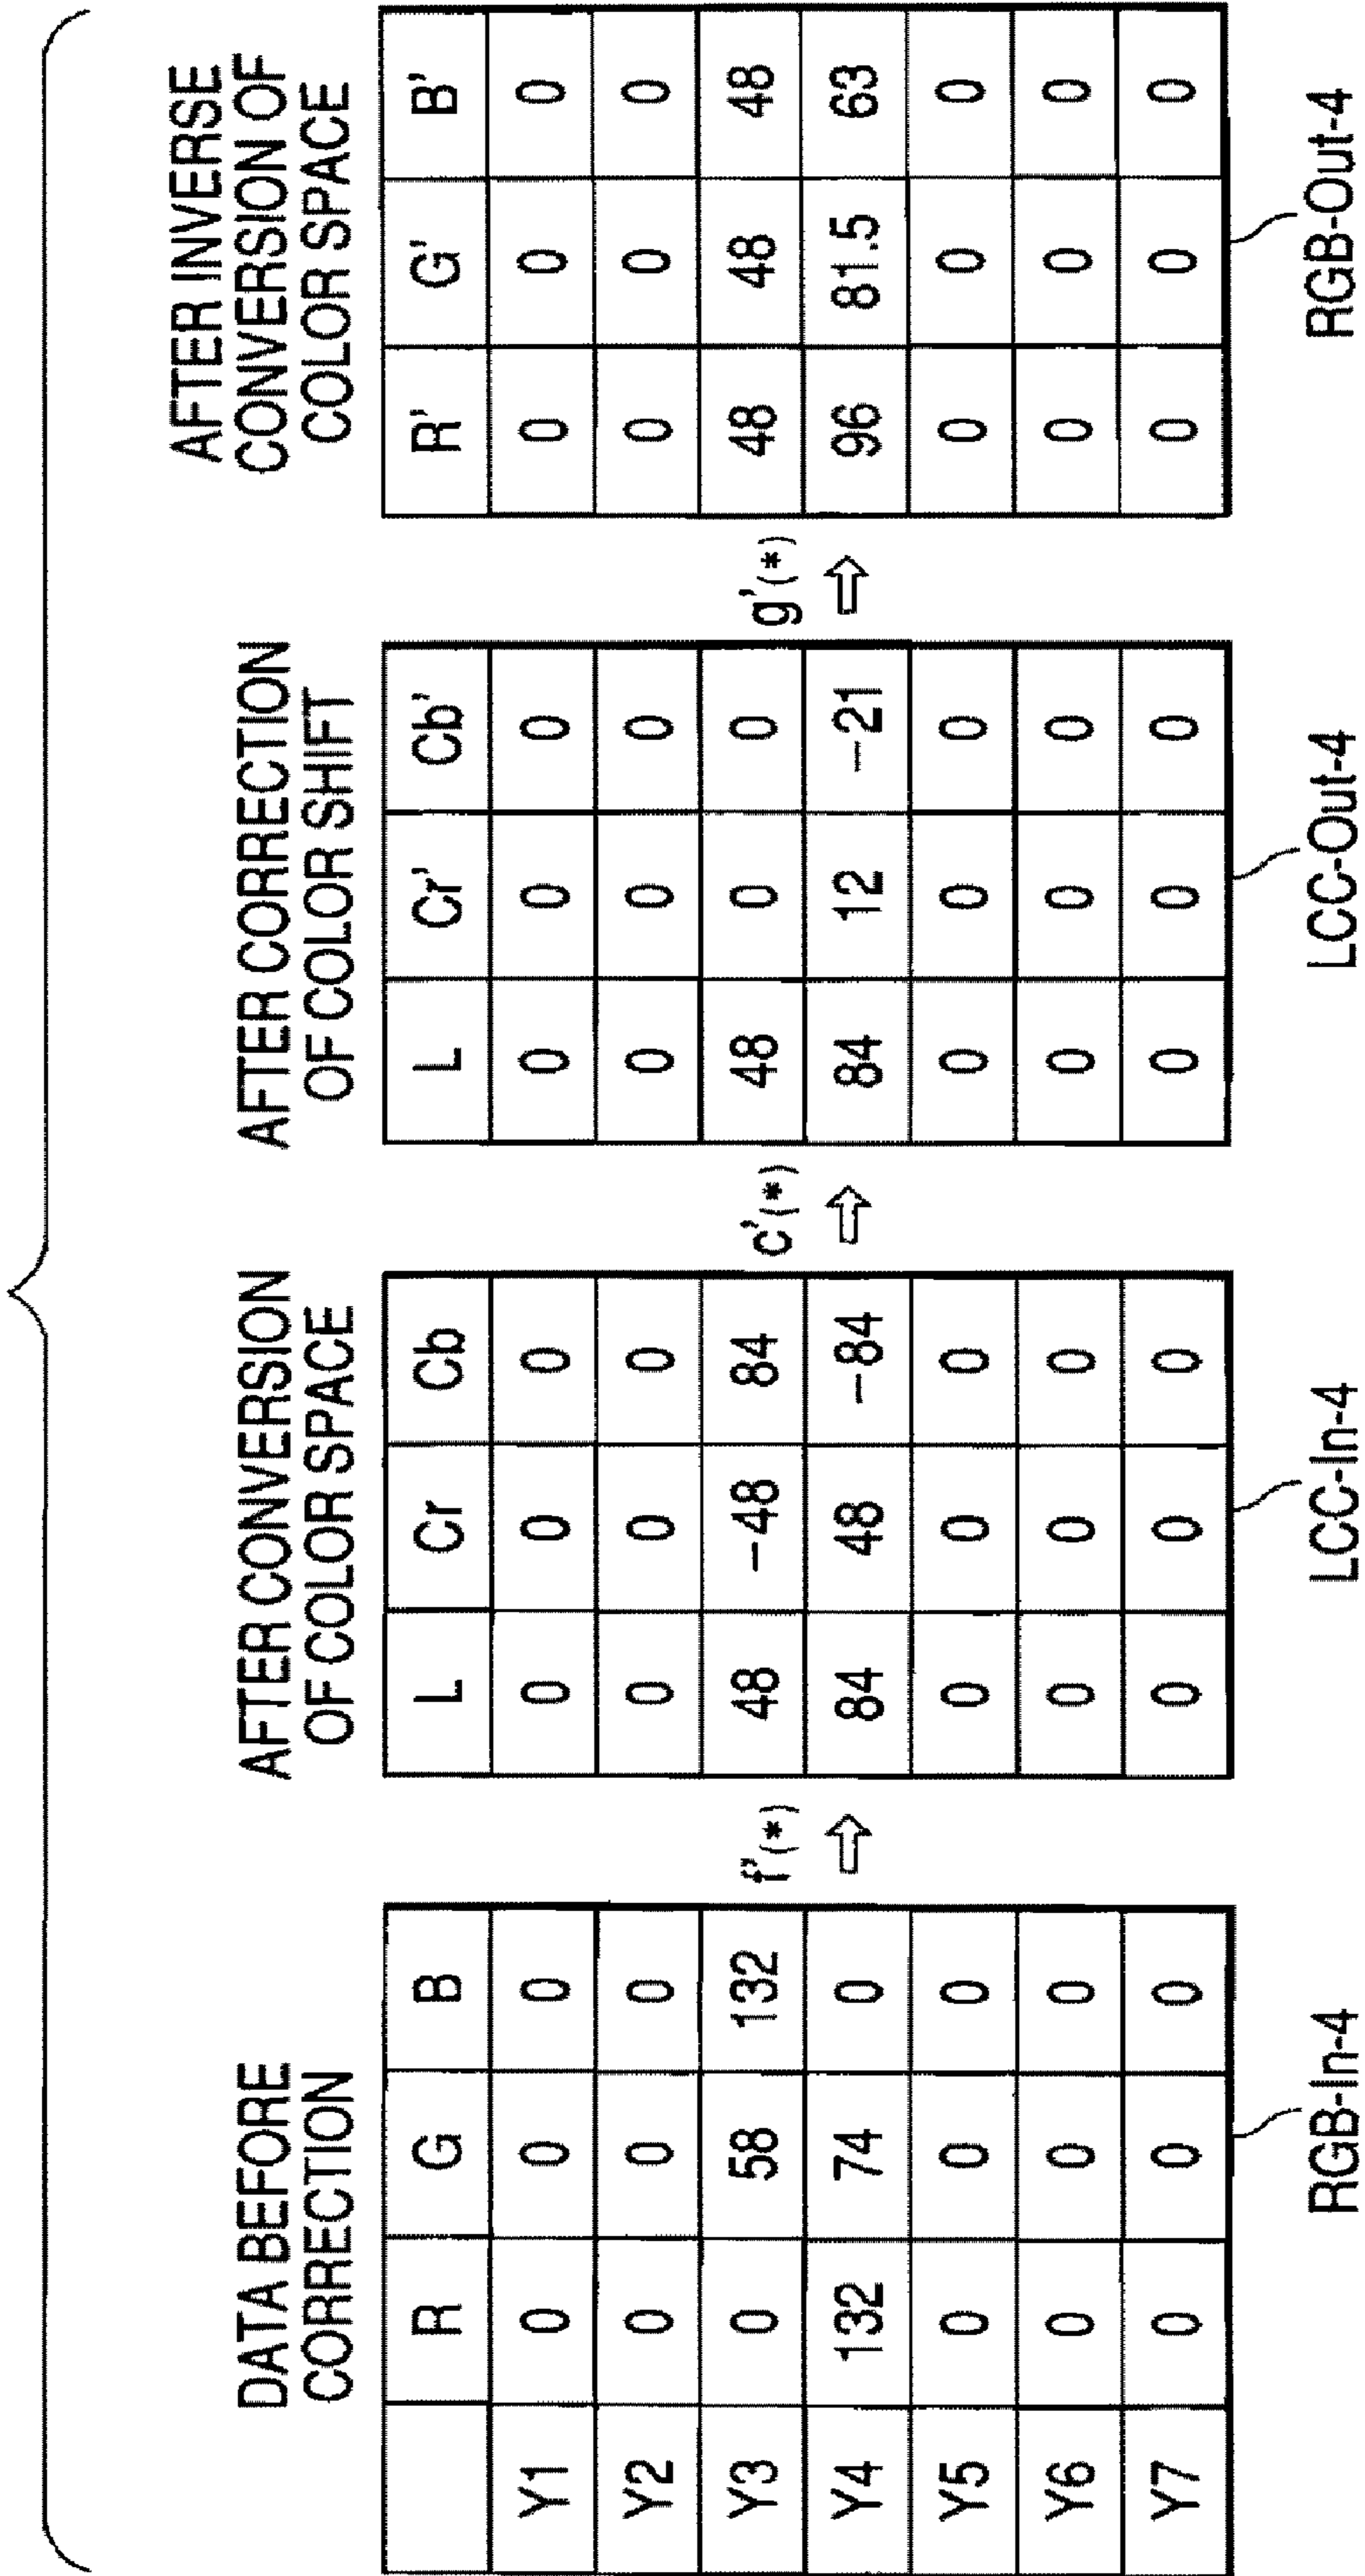 DATA BEFORE
CORRECTION
AFTER CONVERSION
OF COLOR SPACE
AFTER CORRECTION
OF COLOR SHIFT
AFTER INVERSE
CONVERSION OF
COLOR SPACE
R G B L Cr Cb L Cr' Cb' R' G' B'
Y1 0 0 0 0 0 0 0 0 0 0 0 0
Y2 0 0 0 0 0 0 0 0 0 0 0 0
Y3 0 58 132 48 -48 84 48 0 0 48 48 48
Y4 132 74 0 84 48 -84 84 12 -21 96 81.5 63
Y5 0 0 0 0 0 0 0 0 0 0 0 0
Y6 0 0 0 0 0 0 0 0 0 0 0 0
Y7 0 0 0 0 0 0 0 0 0 0 0 0
f'(*) ⇨ c'(*) ⇨ g'(*) ⇨
RGB-In-4 LCC-In-4 LCC-Out-4 RGB-Out-4